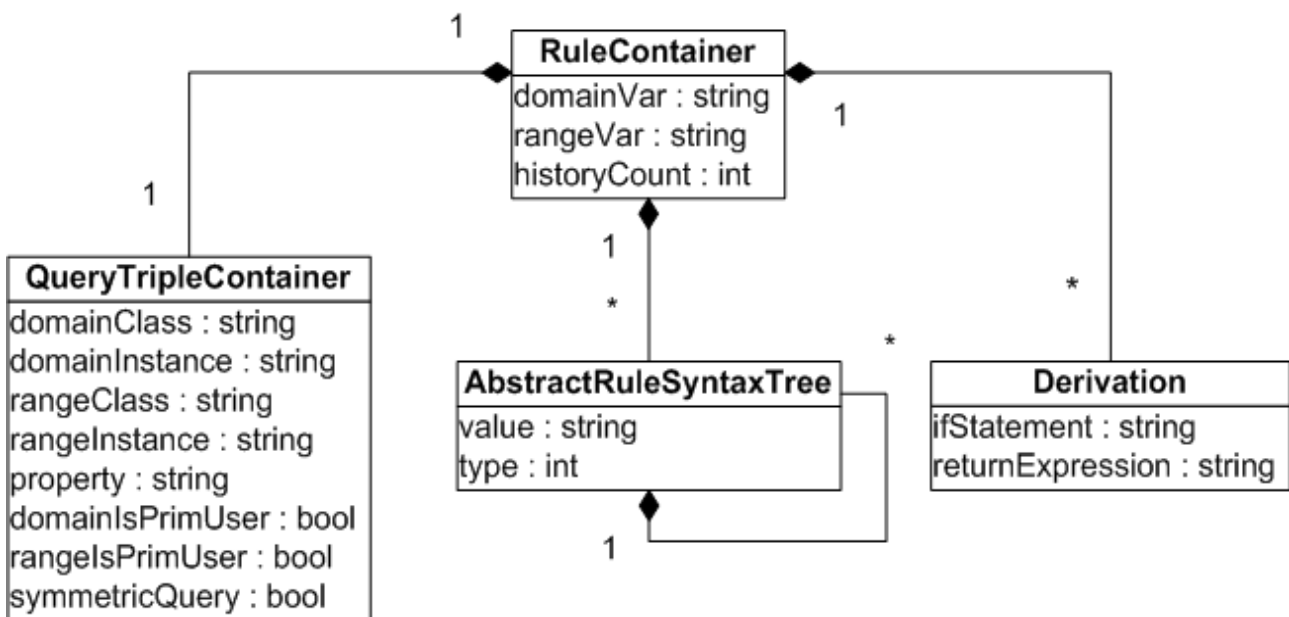 1
RuleContainer
domainVar : string
rangeVar : string
historyCount : int
1
1
1
*
*
QueryTripleContainer
domainClass : string
domainInstance : string
rangeClass : string
rangeInstance : string
property : string
domainIsPrimUser : bool
rangeIsPrimUser : bool
symmetricQuery : bool
*
AbstractRuleSyntaxTree
value : string
type : int
1
Derivation
ifStatement : string
returnExpression : string